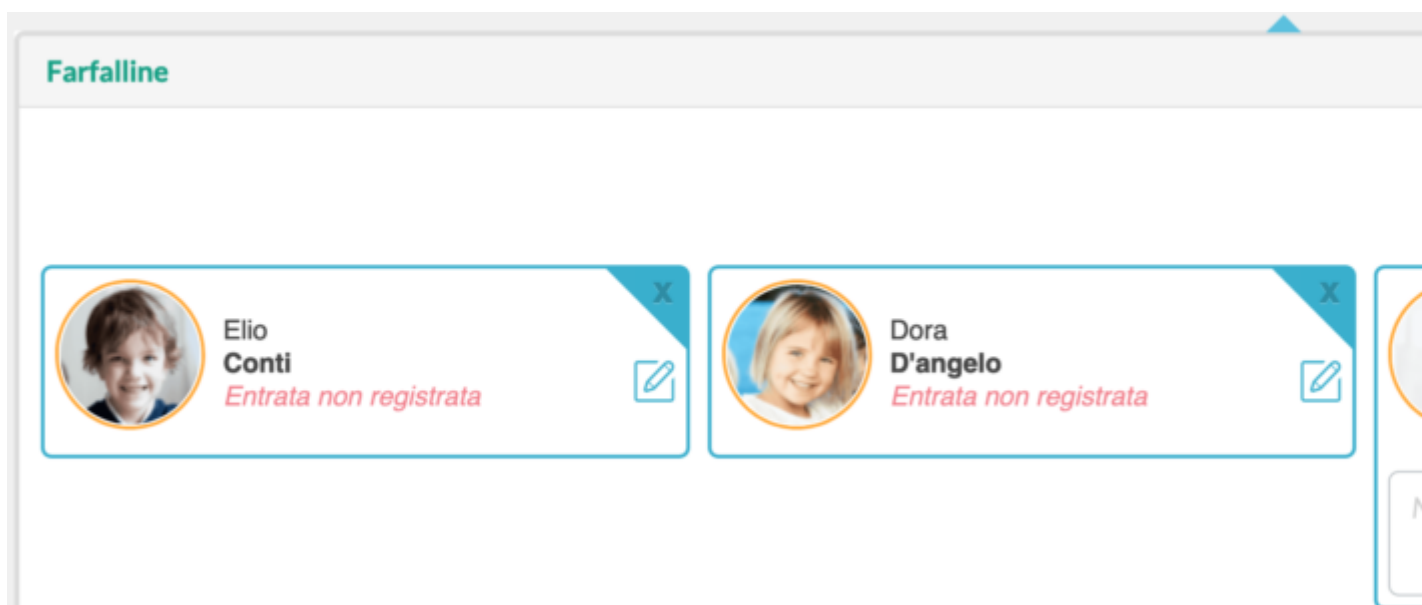 Farfalline
X
Elio
Conti
Entrata non registrata
X
Dora
D'angelo
Entrata non registrata